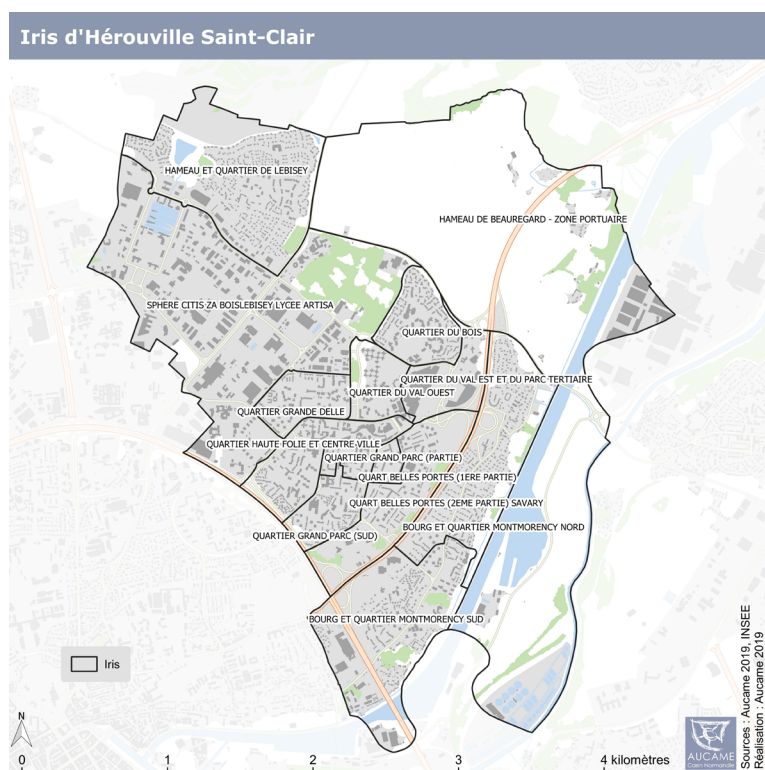 Iris d'Hérouville Saint-Clair
HAMEAU ET QUARTIER DE LEBISEY
HAMEAU DE BEAUREGARD - ZONE PORTUAIRE
SPHERE CITIS ZA BOISLEBISEY LYCEE ARTISA
QUARTIER DU BOIS
QUARTIER DU VAL EST ET DU PARC TERTIAIRE
QUARTIER DU VAL OUEST
QUARTIER GRANDE DELLE
QUARTIER HAUTE FOLIE ET CENTRE-VILLE
QUARTIER GRAND PARC (PARTIE)
QUART BELLES PORTES (1ERE PARTIE)
QUART BELLES PORTES (2EME PARTIE) SAVARY
BOURG ET QUARTIER MONTMORENCY NORD
QUARTIER GRAND PARC (SUD)
BOURG ET QUARTIER MONTMORENCY SUD
Iris
N
0 1 2 3 4 kilomètres
AUCAME
Caen Normandie
Sources : Aucame 2019, INSEE
Réalisation : Aucame 2019